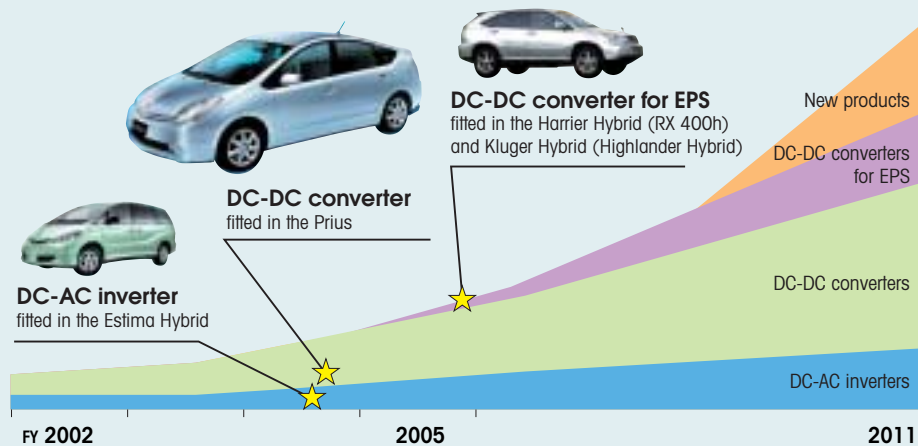 DC-DC converter for EPS
fitted in the Harrier Hybrid (RX 400h)
and Kluger Hybrid (Highlander Hybrid)
DC-DC converter
fitted in the Prius
DC-AC inverter
fitted in the Estima Hybrid
New products
DC-DC converters
for EPS
DC-DC converters
DC-AC inverters
FY 2002
2005
2011